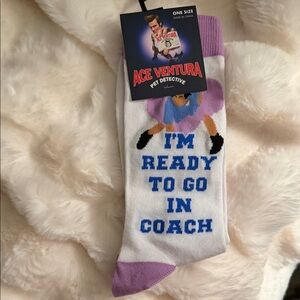 ONE SIZE
ACE VENTURA
PET DETECTIVE
I'M
READY
TO GO
IN
COACH